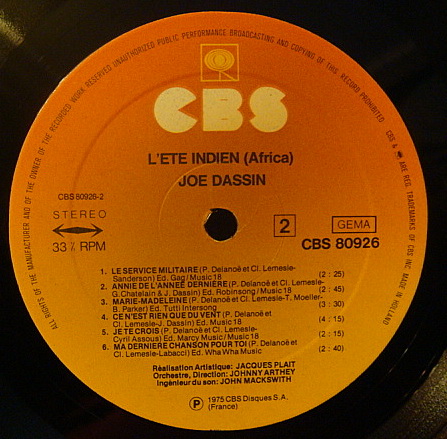 ALL RIGHTS OF THE MANUFACTURER AND OF THE OWNER OF THE RECORDED WORK RESERVED UNAUTHORIZED PUBLIC PERFORMANCE BROADCASTING AND COPYING OF THIS RECORD PROHIBITED
CBS & ARE REG. TRADEMARKS OF CBS INC. MADE IN HOLLAND
CBS
L'ETE INDIEN (Africa)
JOE DASSIN
CBS 80926-2
STEREO
33⅓ RPM
2
GEMA
CBS 80926
1. LE SERVICE MILITAIRE (P. Delanoë et Cl. Lemesle-
Sanderson) Ed. Gag/Music 18 (2 : 25)
2. ANNIE DE L'ANNEÉ DERNIÈRE (P. Delanoë et Cl. Lemesle-
G. Chatelain & J. Dassin) Ed. Robinsong/Music 18 (2 : 45)
3. MARIE-MADELEINE (P. Delanoë et Cl. Lemesle-T. Moeller-
B. Parker) Ed. Tutti Intersong (3 : 30)
4. CE N'EST RIEN QUE DU VENT (P. Delanoë et
Cl. Lemesle-J. Dassin) Ed. Music 18 (4 : 15)
5. JE TE CROIS (P. Delanoë et Cl. Lemesle-
Cyril Assous) Ed. Marcy Music/Music 18 (2 : 15)
6. MA DERNIÈRE CHANSON POUR TOI (P. Delanoë et
Cl. Lemesle-Labacci) Ed. Wha Wha Music (2 : 40)
Réalisation Artistique: JACQUES PLAIT
Orchestre, Direction: JOHNNY ARTHEY
Ingénieur du son: JOHN MACKSWITH
Ⓟ 1975 CBS Disques S.A.
(France)